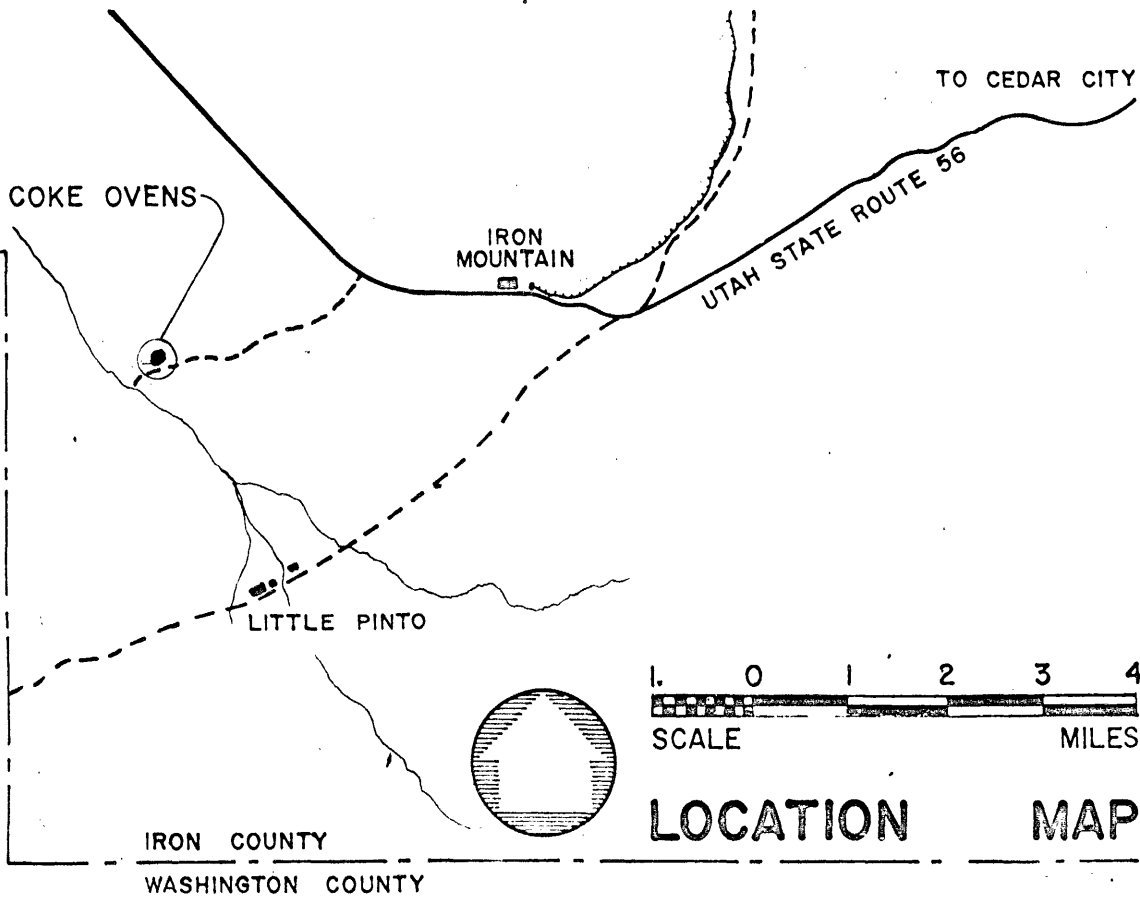 TO CEDAR CITY
COKE OVENS
IRON
MOUNTAIN
UTAH STATE ROUTE 56
LITTLE PINTO
1. 0 1 2 3 4
SCALE MILES
LOCATION MAP
IRON COUNTY
WASHINGTON COUNTY